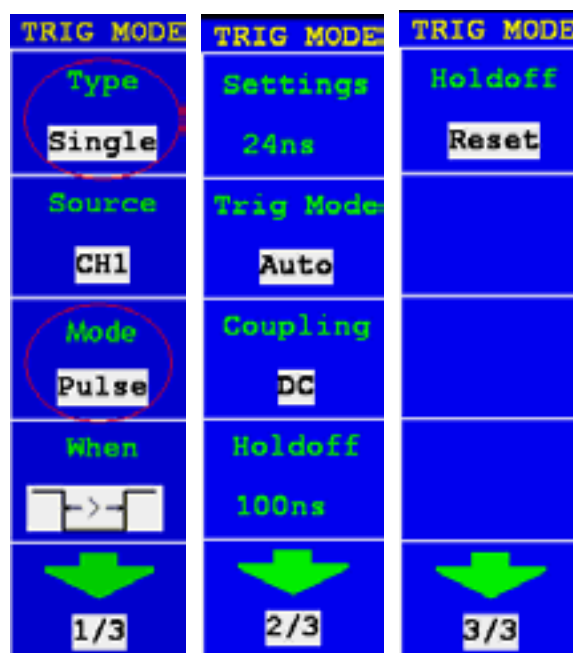 TRIG MODE
Type
Single
Source
CH1
Mode
Pulse
When
->-
1/3
TRIG MODE
Settings
24ns
Trig Mode
Auto
Coupling
DC
Holdoff
100ns
2/3
TRIG MODE
Holdoff
Reset
3/3